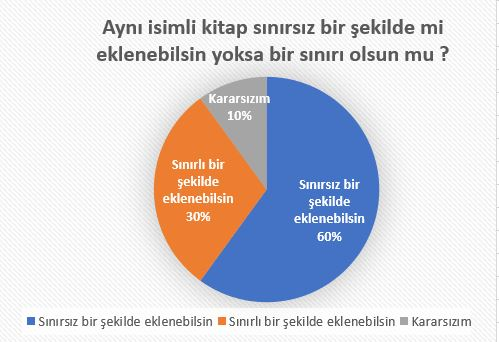 Aynı isimli kitap sınırsız bir şekilde mi
eklenebilsin yoksa bir sınırı olsun mu ?
Kararsızım
10%
Sınırlı bir
şekilde
eklenebilsin
30%
Sınırsız bir
şekilde
eklenebilsin
60%
Sınırsız bir şekilde eklenebilsin Sınırlı bir şekilde eklenebilsin Kararsızım